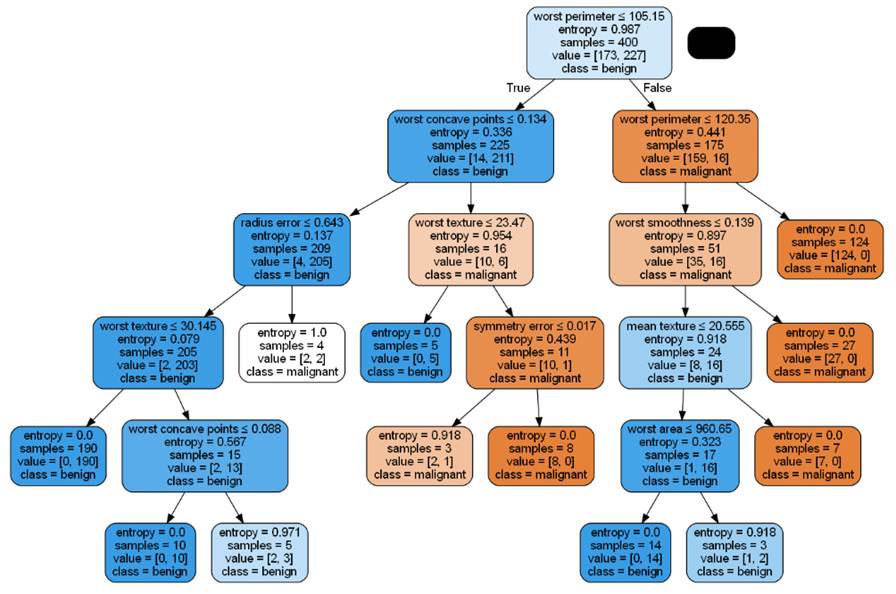 worst perimeter ≤ 105.15
entropy = 0.987
samples = 400
value = [173, 227]
class = benign
True
False
worst concave points ≤ 0.134
entropy = 0.336
samples = 225
value = [14, 211]
class = benign
worst perimeter ≤ 120.35
entropy = 0.441
samples = 175
value = [159, 16]
class = malignant
radius error ≤ 0.643
entropy = 0.137
samples = 209
value = [4, 205]
class = benign
worst texture ≤ 23.47
entropy = 0.954
samples = 16
value = [10, 6]
class = malignant
worst smoothness ≤ 0.139
entropy = 0.897
samples = 51
value = [35, 16]
class = malignant
entropy = 0.0
samples = 124
value = [124, 0]
class = malignant
worst texture ≤ 30.145
entropy = 0.079
samples = 205
value = [2, 203]
class = benign
entropy = 1.0
samples = 4
value = [2, 2]
class = malignant
entropy = 0.0
samples = 5
value = [0, 5]
class = benign
symmetry error ≤ 0.017
entropy = 0.439
samples = 11
value = [10, 1]
class = malignant
mean texture ≤ 20.555
entropy = 0.918
samples = 24
value = [8, 16]
class = benign
entropy = 0.0
samples = 27
value = [27, 0]
class = malignant
entropy = 0.0
samples = 190
value = [0, 190]
class = benign
worst concave points ≤ 0.088
entropy = 0.567
samples = 15
value = [2, 13]
class = benign
entropy = 0.918
samples = 3
value = [2, 1]
class = malignant
entropy = 0.0
samples = 8
value = [8, 0]
class = malignant
worst area ≤ 960.65
entropy = 0.323
samples = 17
value = [1, 16]
class = benign
entropy = 0.0
samples = 7
value = [7, 0]
class = malignant
entropy = 0.0
samples = 10
value = [0, 10]
class = benign
entropy = 0.971
samples = 5
value = [2, 3]
class = benign
entropy = 0.0
samples = 14
value = [0, 14]
class = benign
entropy = 0.918
samples = 3
value = [1, 2]
class = benign